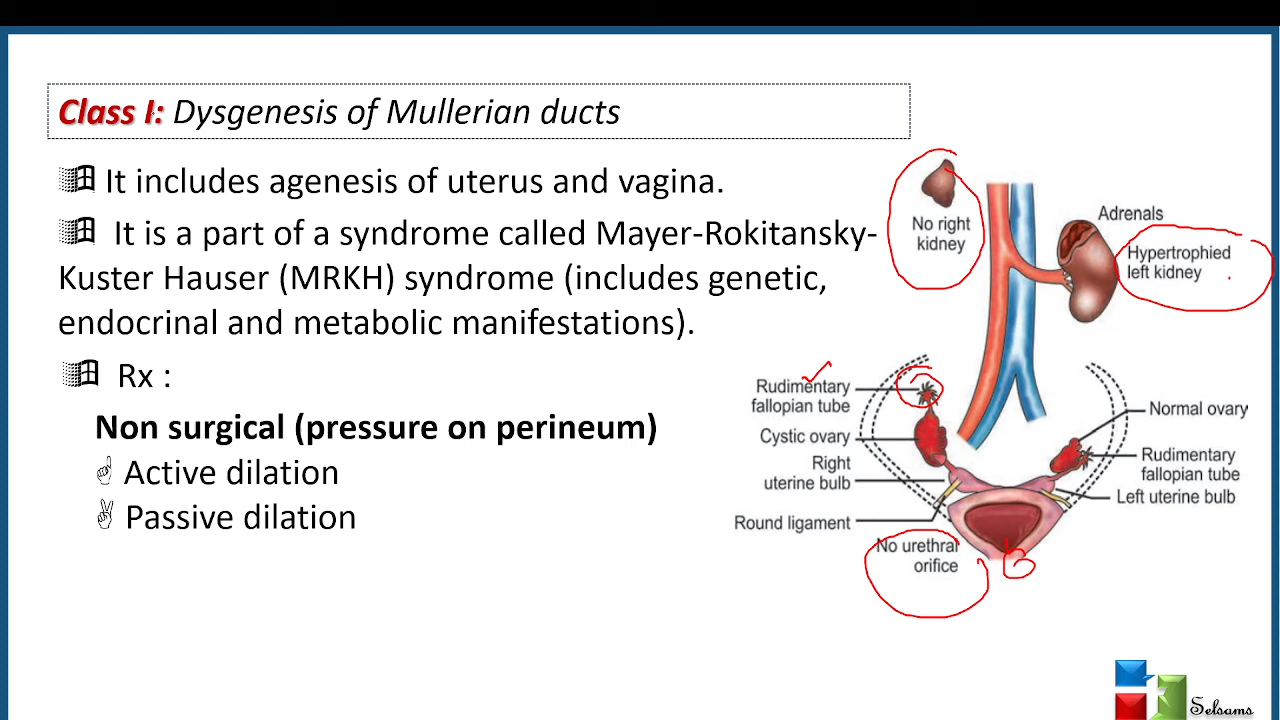 Class I: Dysgenesis of Mullerian ducts
It includes agenesis of uterus and vagina.
It is a part of a syndrome called Mayer-Rokitansky-
Kuster Hauser (MRKH) syndrome (includes genetic,
endocrinal and metabolic manifestations).
Rx :
Non surgical (pressure on perineum)
Active dilation
Passive dilation
No right
kidney
Adrenals
Hypertrophied
left kidney
Rudimentary
fallopian tube
Cystic ovary
Right
uterine bulb
Round ligament
No urethral
orifice
Normal ovary
Rudimentary
fallopian tube
Left uterine bulb
Selsams